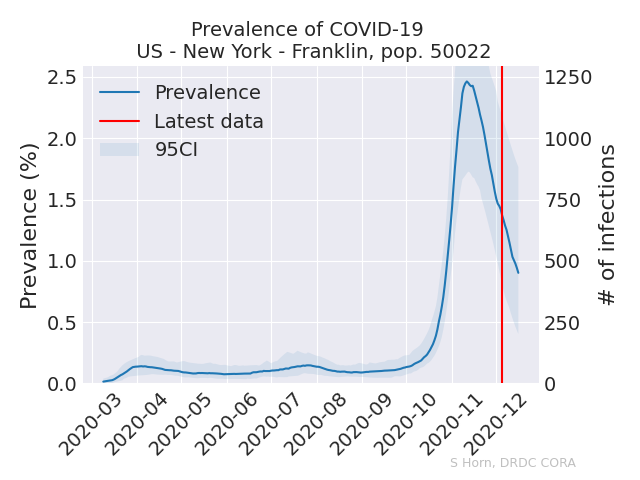 Prevalence of COVID-19
US - New York - Franklin, pop. 50022
Prevalence (%)
2.5
2.0
1.5
1.0
0.5
0.0
Prevalence
Latest data
95CI
1250
1000
750
500
250
0
# of infections
2020-03
2020-04
2020-05
2020-06
2020-07
2020-08
2020-09
2020-10
2020-11
2020-12
S Horn, DRDC CORA